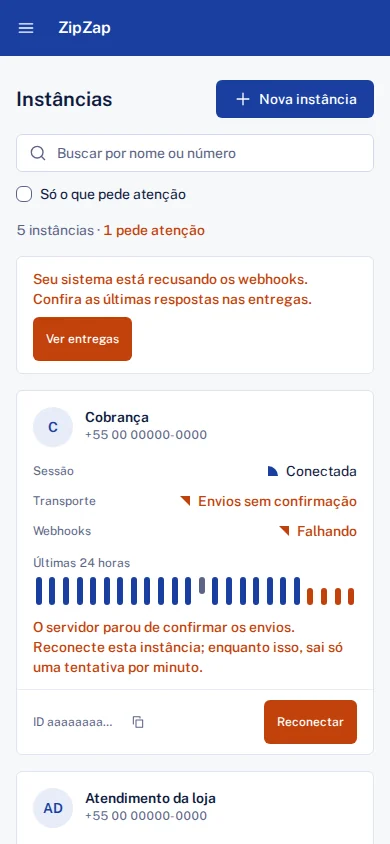 ZipZap
Instâncias
Nova instância
Buscar por nome ou número
Só o que pede atenção
5 instâncias · 1 pede atenção
Seu sistema está recusando os webhooks.
Confira as últimas respostas nas entregas.
Ver entregas
C
Cobrança
+55 00 00000-0000
Sessão
Conectada
Transporte
Envios sem confirmação
Webhooks
Falhando
Últimas 24 horas
O servidor parou de confirmar os envios.
Reconecte esta instância; enquanto isso, sai só
uma tentativa por minuto.
ID aaaaaaaa…
Reconectar
AD
Atendimento da loja
+55 00 00000-0000